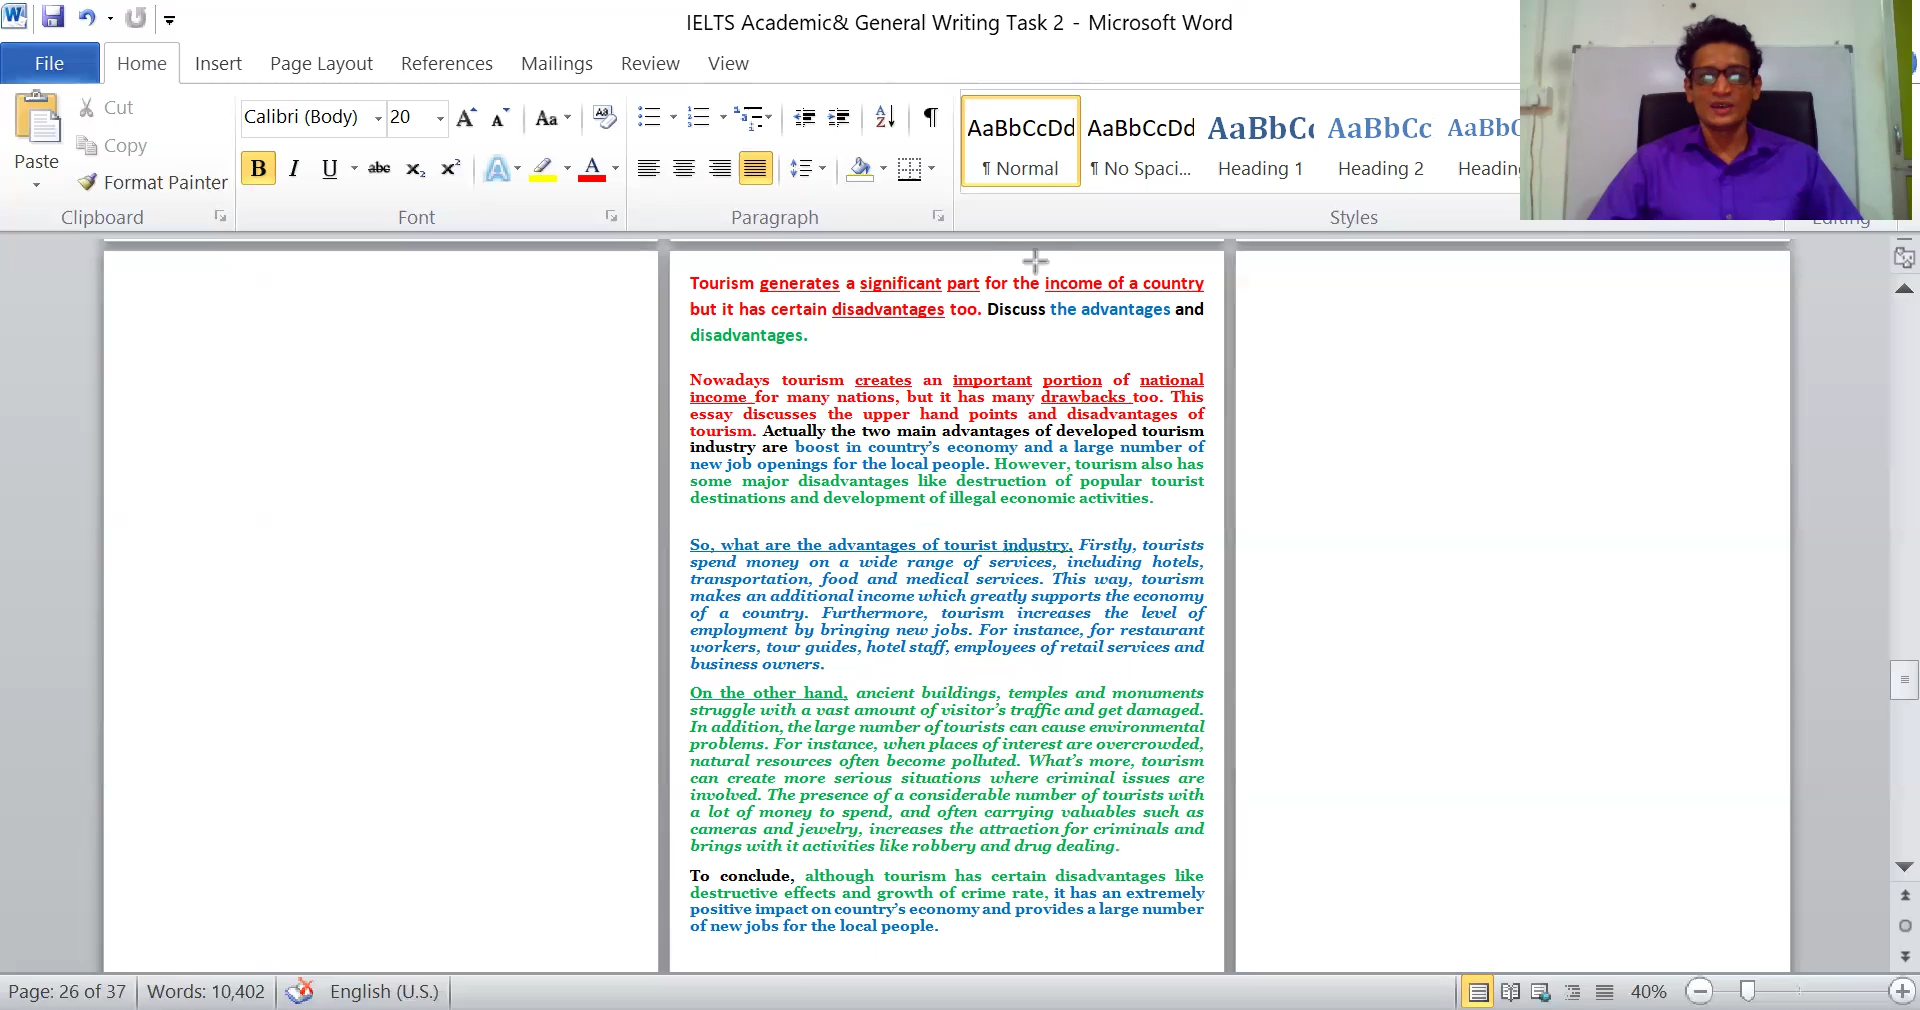 IELTS Academic& General Writing Task 2 - Microsoft Word
File Home Insert Page Layout References Mailings Review View
Paste
Cut
Copy
Format Painter
Clipboard
Calibri (Body) 20
Font
Paragraph
AaBbCcDd AaBbCcDd AaBbCc AaBbCc AaBbC
¶ Normal ¶ No Spaci... Heading 1 Heading 2
Styles
Editing
Tourism generates a significant part for the income of a country
but it has certain disadvantages too. Discuss the advantages and
disadvantages.
Nowadays tourism creates an important portion of national
income for many nations, but it has many drawbacks too. This
essay discusses the upper hand points and disadvantages of
tourism. Actually the two main advantages of developed tourism
industry are boost in country's economy and a large number of
new job openings for the local people. However, tourism also has
some major disadvantages like destruction of popular tourist
destinations and development of illegal economic activities.
So, what are the advantages of tourist industry. Firstly, tourists
spend money on a wide range of services, including hotels,
transportation, food and medical services. This way, tourism
makes an additional income which greatly supports the economy
of a country. Furthermore, tourism increases the level of
employment by bringing new jobs. For instance, for restaurant
workers, tour guides, hotel staff, employees of retail services and
business owners.
On the other hand, ancient buildings, temples and monuments
struggle with a vast amount of visitor's traffic and get damaged.
In addition, the large number of tourists can cause environmental
problems. For instance, when places of interest are overcrowded,
natural resources often become polluted. What's more, tourism
can create more serious situations where criminal issues are
involved. The presence of a considerable number of tourists with
a lot of money to spend, and often carrying valuables such as
cameras and jewelry, increases the attraction for criminals and
brings with it activities like robbery and drug dealing.
To conclude, although tourism has certain disadvantages like
destructive effects and growth of crime rate, it has an extremely
positive impact on country's economy and provides a large number
of new jobs for the local people.
Page: 26 of 37 Words: 10,402 English (U.S.) 40%